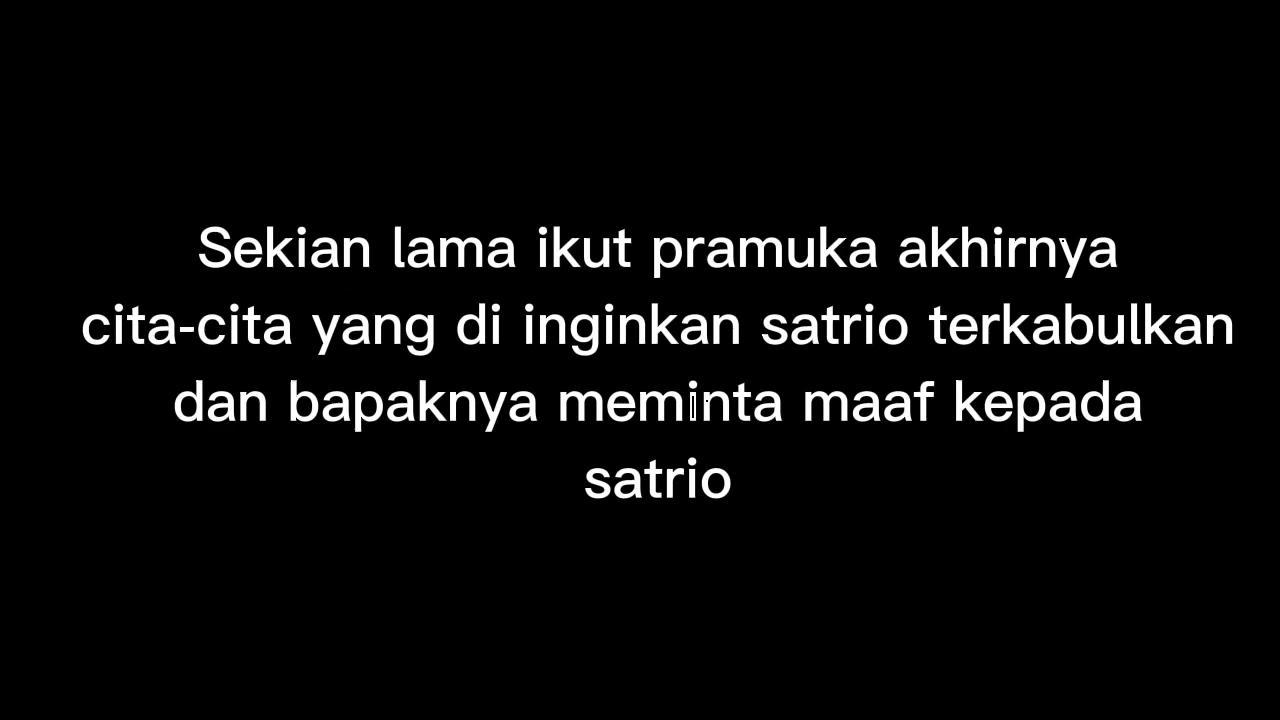 Sekian lama ikut pramuka akhirnya
cita-cita yang di inginkan satrio terkabulkan
dan bapaknya meminta maaf kepada
satrio